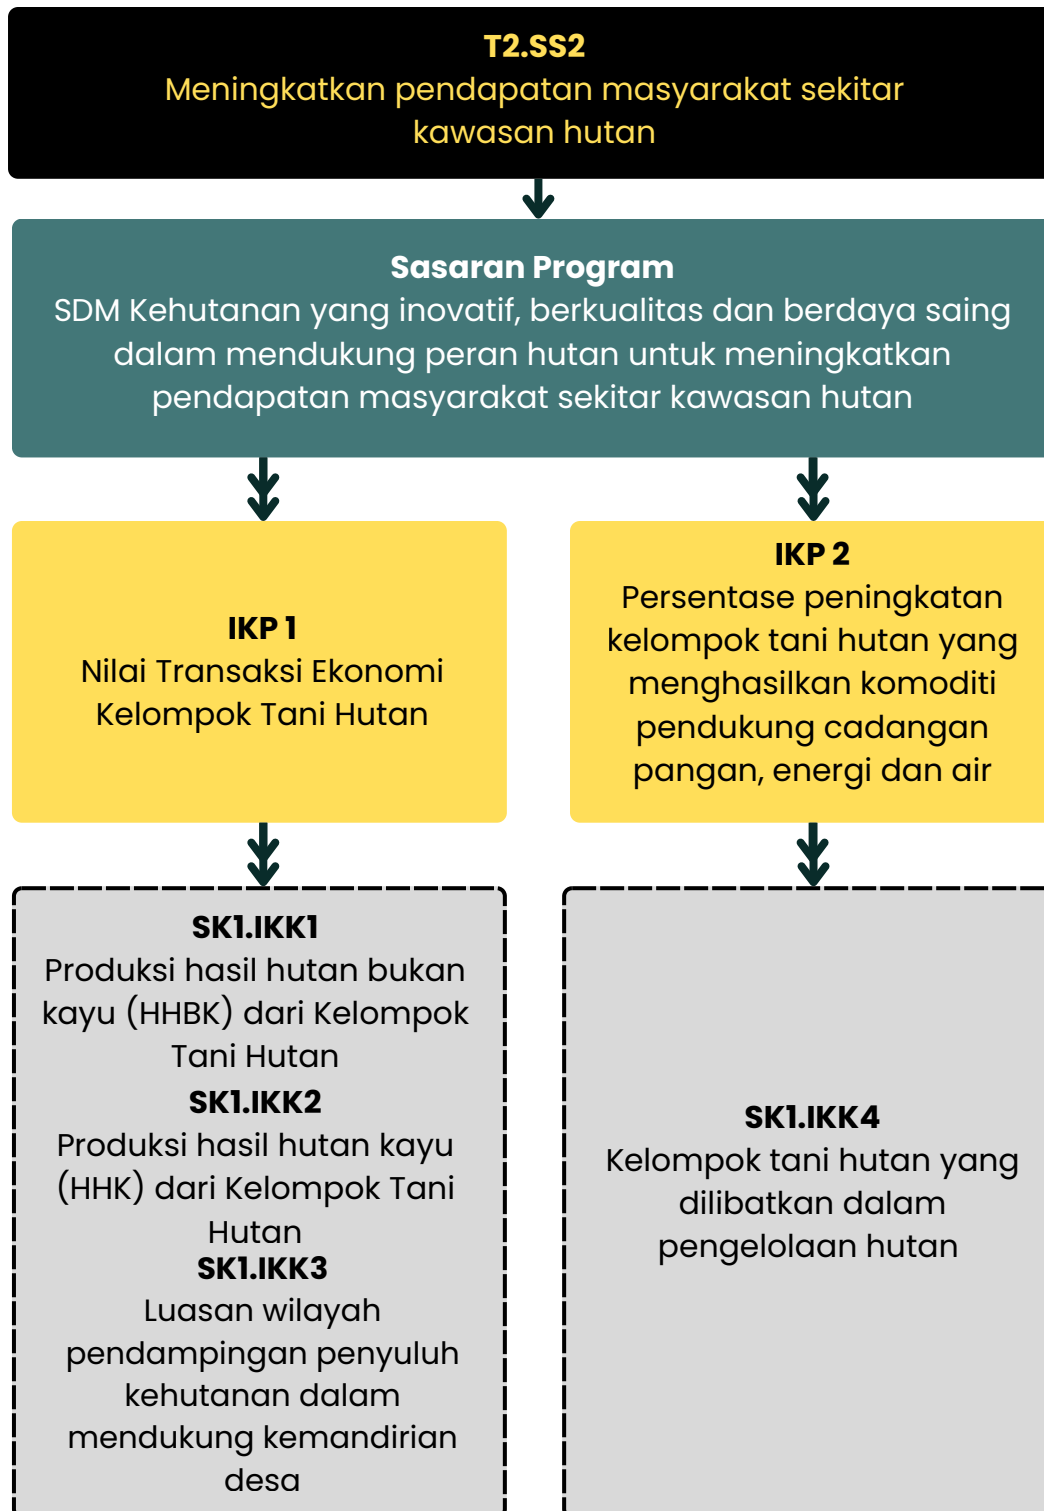 T2.SS2
Meningkatkan pendapatan masyarakat sekitar
kawasan hutan
Sasaran Program
SDM Kehutanan yang inovatif, berkualitas dan berdaya saing
dalam mendukung peran hutan untuk meningkatkan
pendapatan masyarakat sekitar kawasan hutan
IKP 1
Nilai Transaksi Ekonomi
Kelompok Tani Hutan
IKP 2
Persentase peningkatan
kelompok tani hutan yang
menghasilkan komoditi
pendukung cadangan
pangan, energi dan air
SK1.IKK1
Produksi hasil hutan bukan
kayu (HHBK) dari Kelompok
Tani Hutan
SK1.IKK2
Produksi hasil hutan kayu
(HHK) dari Kelompok Tani
Hutan
SK1.IKK3
Luasan wilayah
pendampingan penyuluh
kehutanan dalam
mendukung kemandirian
desa
SK1.IKK4
Kelompok tani hutan yang
dilibatkan dalam
pengelolaan hutan